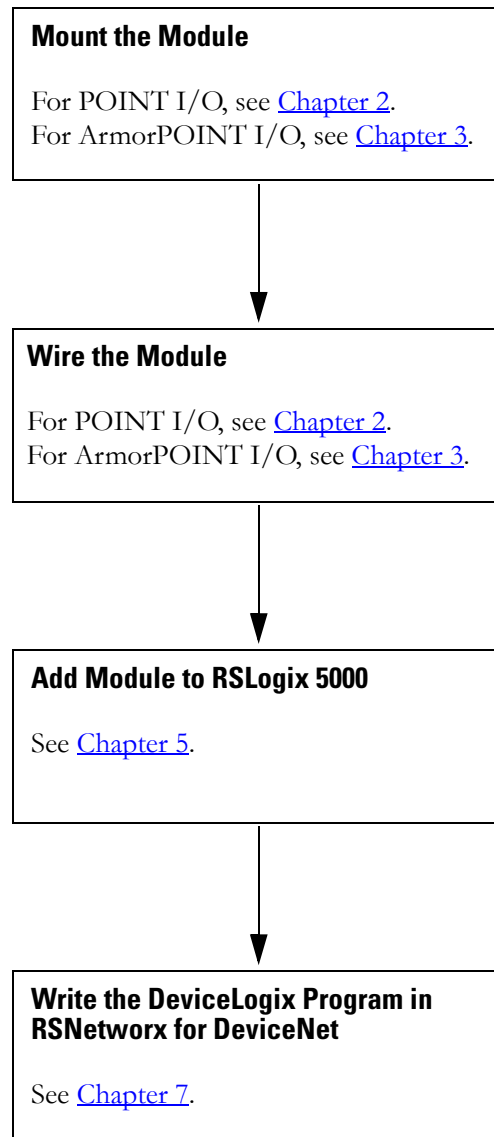 Mount the Module
For POINT I/O, see Chapter 2.
For ArmorPOINT I/O, see Chapter 3.
Wire the Module
For POINT I/O, see Chapter 2.
For ArmorPOINT I/O, see Chapter 3.
Add Module to RSLogix 5000
See Chapter 5.
Write the DeviceLogix Program in
RSNetworx for DeviceNet
See Chapter 7.